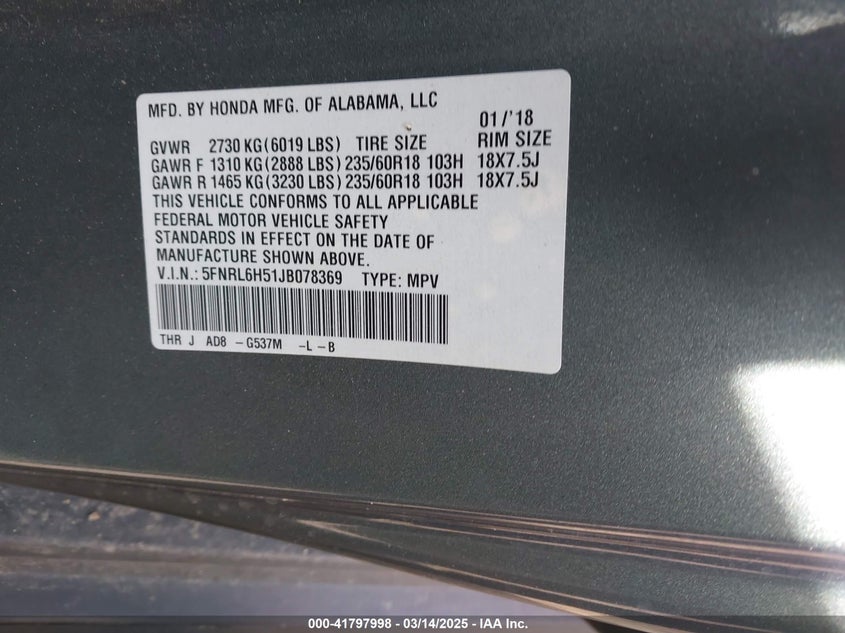 MFD. BY HONDA MFG. OF ALABAMA, LLC 01/'18
GVWR 2730 KG(6019 LBS) TIRE SIZE RIM SIZE
GAWR F 1310 KG(2888 LBS)235/60R18 103H 18X7.5J
GAWR R 1465 KG(3230 LBS)235/60R18 103H 18X7.5J
THIS VEHICLE CONFORMS TO ALL APPLICABLE
FEDERAL MOTOR VEHICLE SAFETY
STANDARDS IN EFFECT ON THE DATE OF
MANUFACTURE SHOWN ABOVE.
V.I.N.: 5FNRL6H51JB078369 TYPE: MPV
THR J AD8 -G537M -L -B
000-41797998 - 03/14/2025 - IAA Inc.